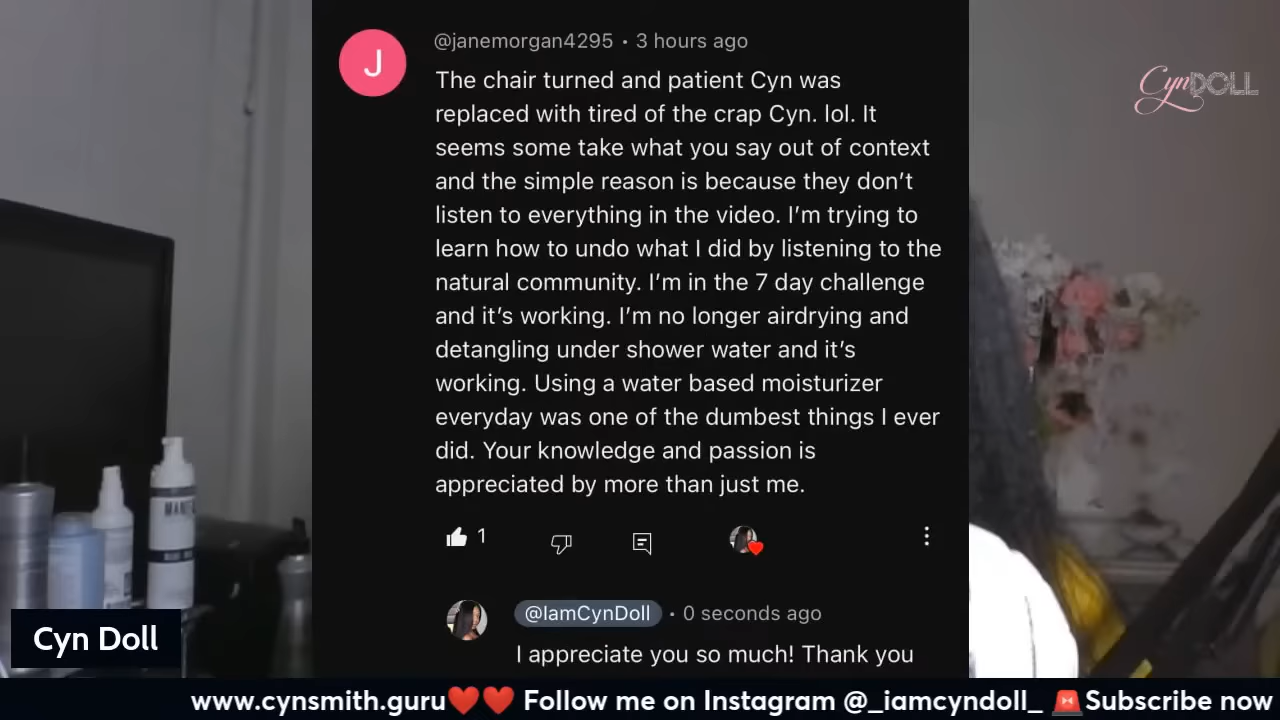 @janemorgan4295 • 3 hours ago
J
The chair turned and patient Cyn was
replaced with tired of the crap Cyn. lol. It
seems some take what you say out of context
and the simple reason is because they don’t
listen to everything in the video. I’m trying to
learn how to undo what I did by listening to the
natural community. I’m in the 7 day challenge
and it’s working. I’m no longer airdrying and
detangling under shower water and it’s
working. Using a water based moisturizer
everyday was one of the dumbest things I ever
did. Your knowledge and passion is
appreciated by more than just me.
1
@IamCynDoll • 0 seconds ago
I appreciate you so much! Thank you
CynDOLL
Cyn Doll
www.cynsmith.guru❤️❤️ Follow me on Instagram @_iamcyndoll_ 🚨Subscribe now